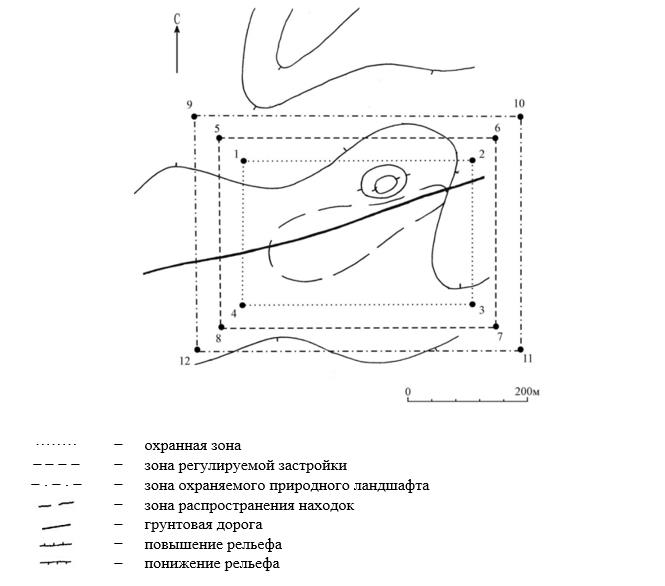 С
9
10
5
6
1
2
4
3
8
7
12
11
0
200м
– охранная зона
– зона регулируемой застройки
– зона охраняемого природного ландшафта
– зона распространения находок
– грунтовая дорога
– повышение рельефа
– понижение рельефа